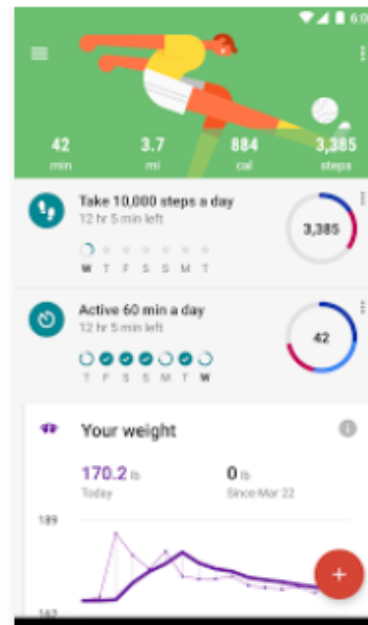 42 3.7 884 3,385
min mi cal steps
Take 10,000 steps a day
12 hr 5 min left
3,385
W T F S S M T
Active 60 min a day
12 hr 5 min left
42
T F S S M T W
Your weight
170.2 lb 0 lb
Today Since Mar 22
189
162